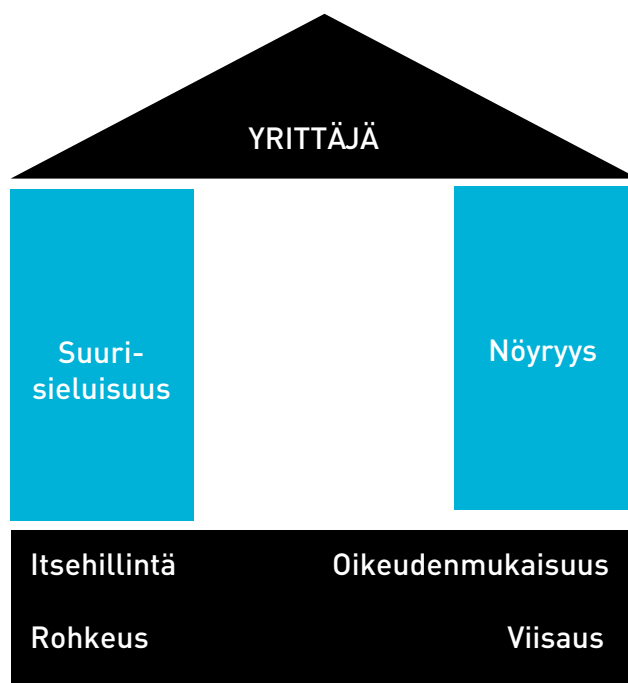 YRITTÄJÄ
Suuri-
sieluisuus
Nöyryys
Itsehillintä
Oikeudenmukaisuus
Rohkeus
Viisaus